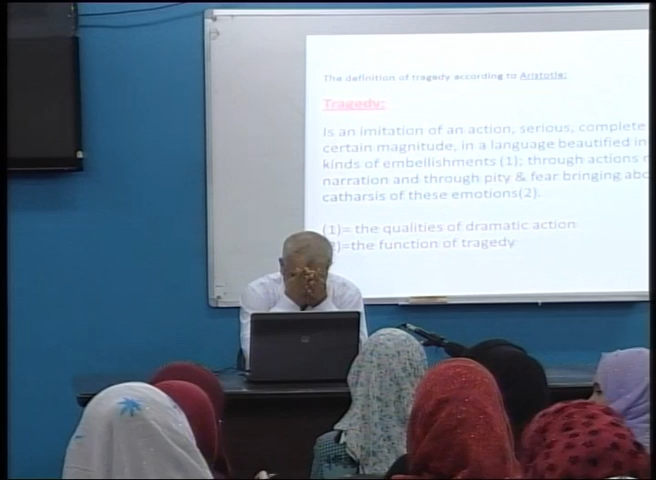 The definition of tragedy according to Aristotle:
Tragedy:
Is an imitation of an action, serious, complete
certain magnitude, in a language beautified in
kinds of embellishments (1); through actions
narration and through pity & fear bringing
catharsis of these emotions(2).
(1)= the qualities of dramatic action
2)=the function of tragedy